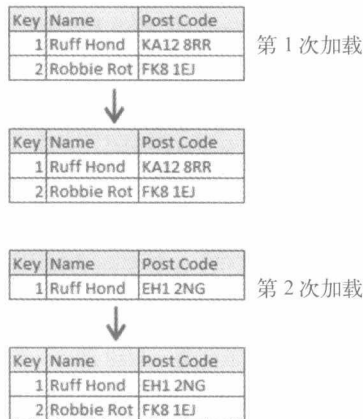 Key Name Post Code
1 Ruff Hond KA12 8RR
第1次加载
2 Robbie Rot FK8 1EJ
Key Name Post Code
1 Ruff Hond KA12 8RR
2 Robbie Rot FK8 1EJ
Key Name Post Code
1 Ruff Hond EH1 2NG
第2次加载
Key Name Post Code
1 Ruff Hond EH1 2NG
2 Robbie Rot FK8 1EJ